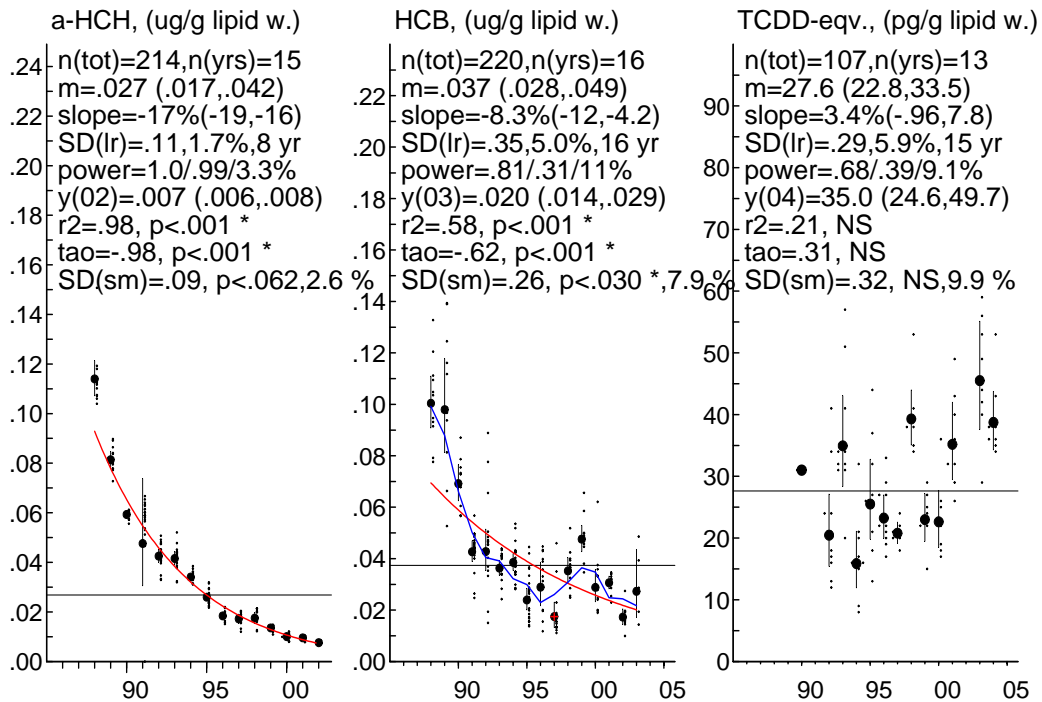 a-HCH, (ug/g lipid w.)
n(tot)=214,n(yrs)=15
m=.027 (.017,.042)
slope=-17%(-19,-16)
SD(lr)=.11,1.7%,8 yr
power=1.0/.99/3.3%
y(02)=.007 (.006,.008)
r2=.98, p<.001 *
tao=-.98, p<.001 *
SD(sm)=.09, p<.062,2.6 %
.24
.22
.20
.18
.16
.14
.12
.10
.08
.06
.04
.02
.00
90 95 00
HCB, (ug/g lipid w.)
n(tot)=220,n(yrs)=16
m=.037 (.028,.049)
slope=-8.3%(-12,-4.2)
SD(lr)=.35,5.0%,16 yr
power=.81/.31/11%
y(03)=.020 (.014,.029)
r2=.58, p<.001 *
tao=-.62, p<.001 *
SD(sm)=.26, p<.030 *,7.9 %
.22
.20
.18
.16
.14
.12
.10
.08
.06
.04
.02
.00
90 95 00 05
TCDD-eqv., (pg/g lipid w.)
n(tot)=107,n(yrs)=13
m=27.6 (22.8,33.5)
slope=3.4%(-.96,7.8)
SD(lr)=.29,5.9%,15 yr
power=.68/.39/9.1%
y(04)=35.0 (24.6,49.7)
r2=.21, NS
tao=.31, NS
SD(sm)=.32, NS,9.9 %
90
80
70
60
50
40
30
20
10
0
90 95 00 05